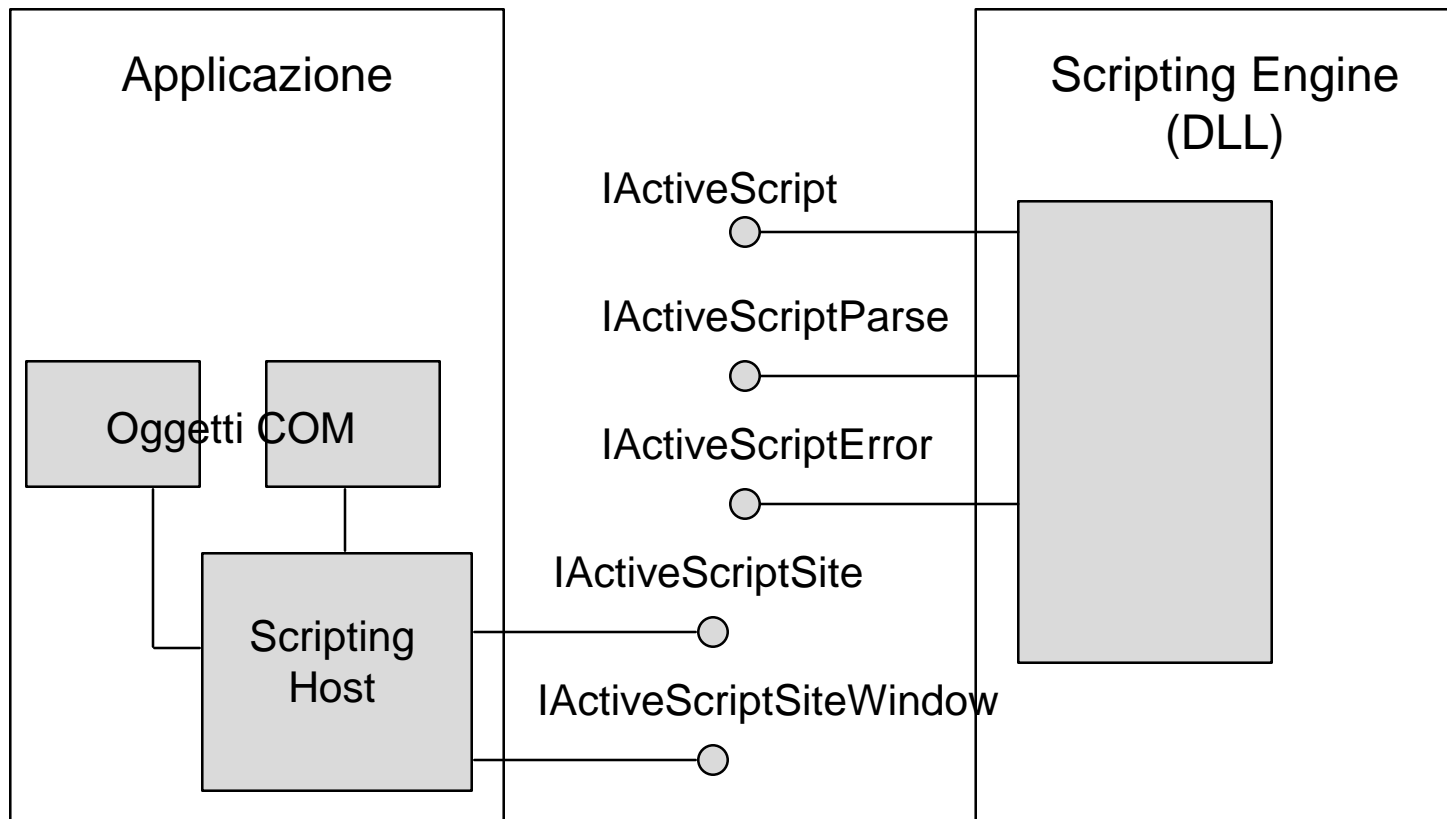 Applicazione
Scripting Engine
(DLL)
IActiveScript
IActiveScriptParse
Oggetti COM
IActiveScriptError
IActiveScriptSite
Scripting
Host
IActiveScriptSiteWindow